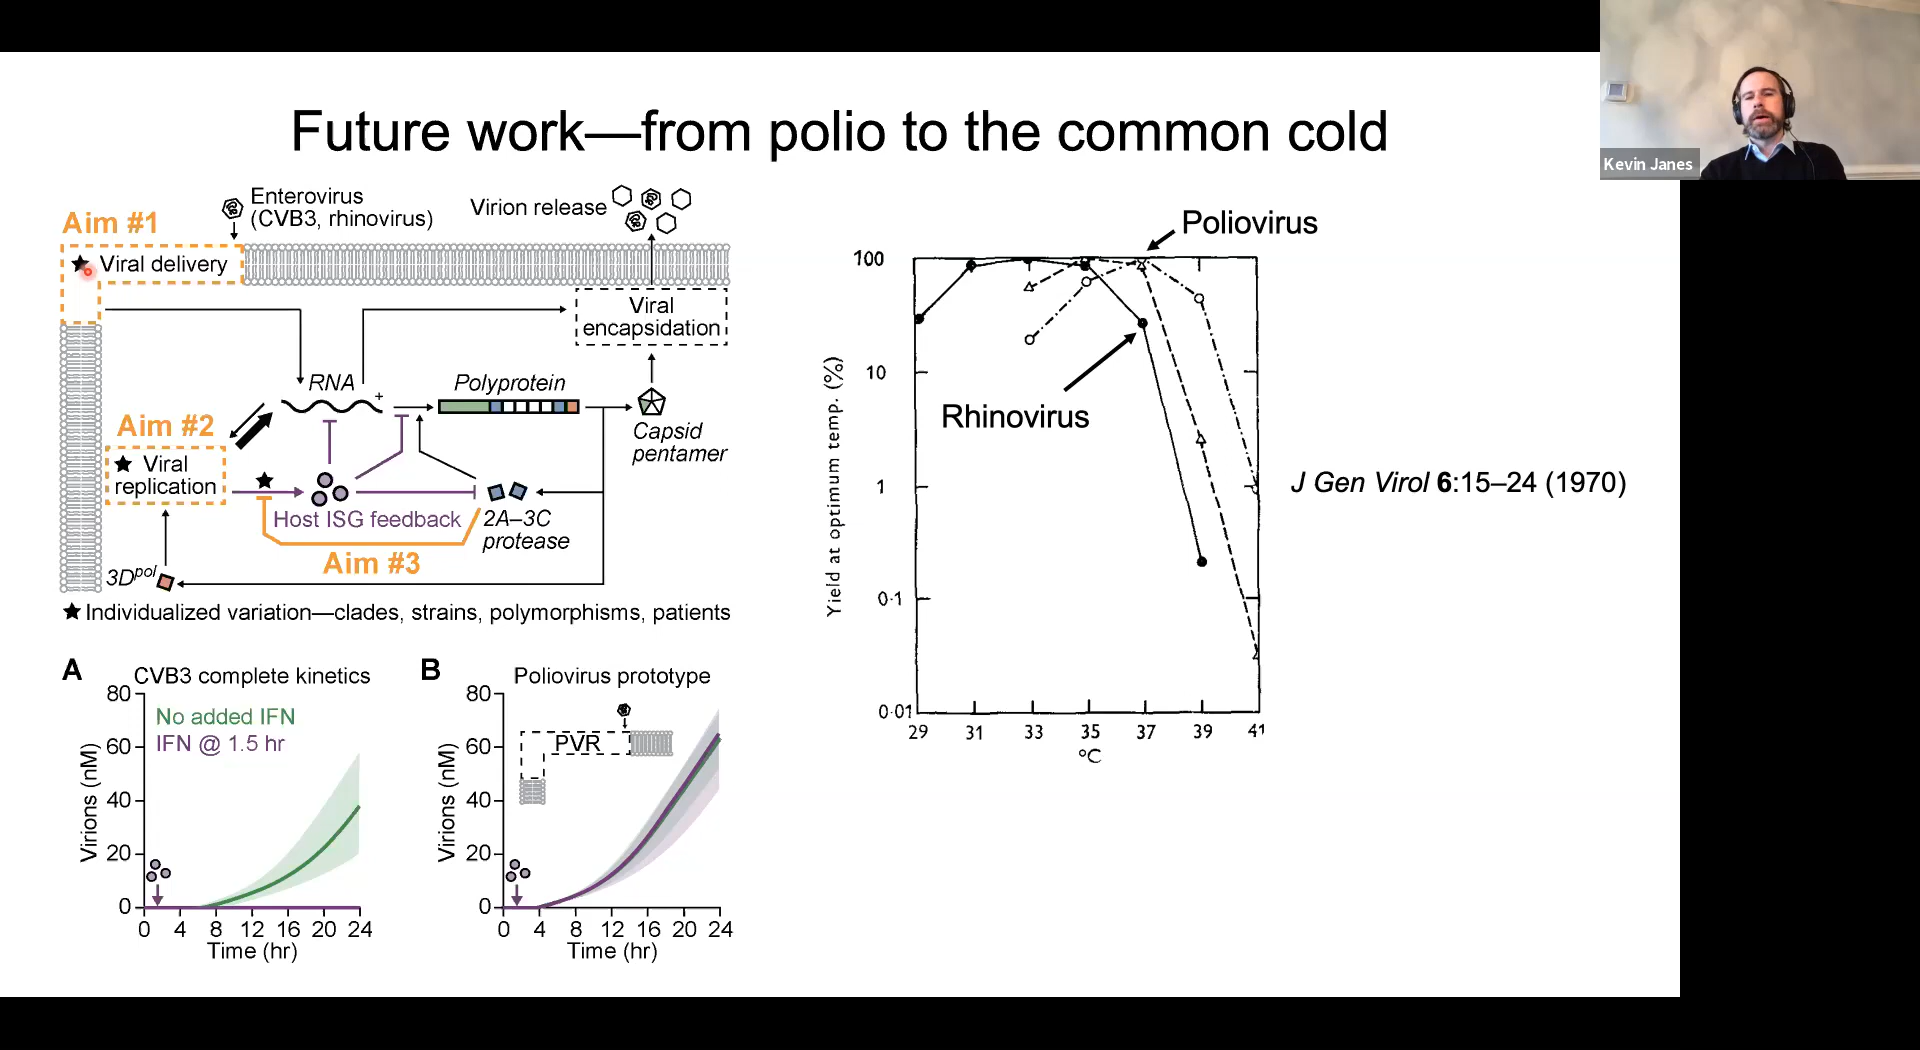 Future work—from polio to the common cold
Kevin Janes
Aim #1
Enterovirus
(CVB3, rhinovirus)
Virion release
Viral delivery
Viral
encapsidation
RNA
+
Polyprotein
Capsid
pentamer
Aim #2
Viral
replication
Host ISG feedback
2A–3C
protease
Aim #3
3Dpol
★ Individualized variation—clades, strains, polymorphisms, patients
A
CVB3 complete kinetics
No added IFN
IFN @ 1.5 hr
Virions (nM)
80
60
40
20
0
0 4 8 12 16 20 24
Time (hr)
B
Poliovirus prototype
PVR
Virions (nM)
80
60
40
20
0
0 4 8 12 16 20 24
Time (hr)
Poliovirus
Rhinovirus
Yield at optimum temp. (%)
100
10
1
0·1
0·01
29 31 33 35 37 39 41
°C
J Gen Virol 6:15–24 (1970)